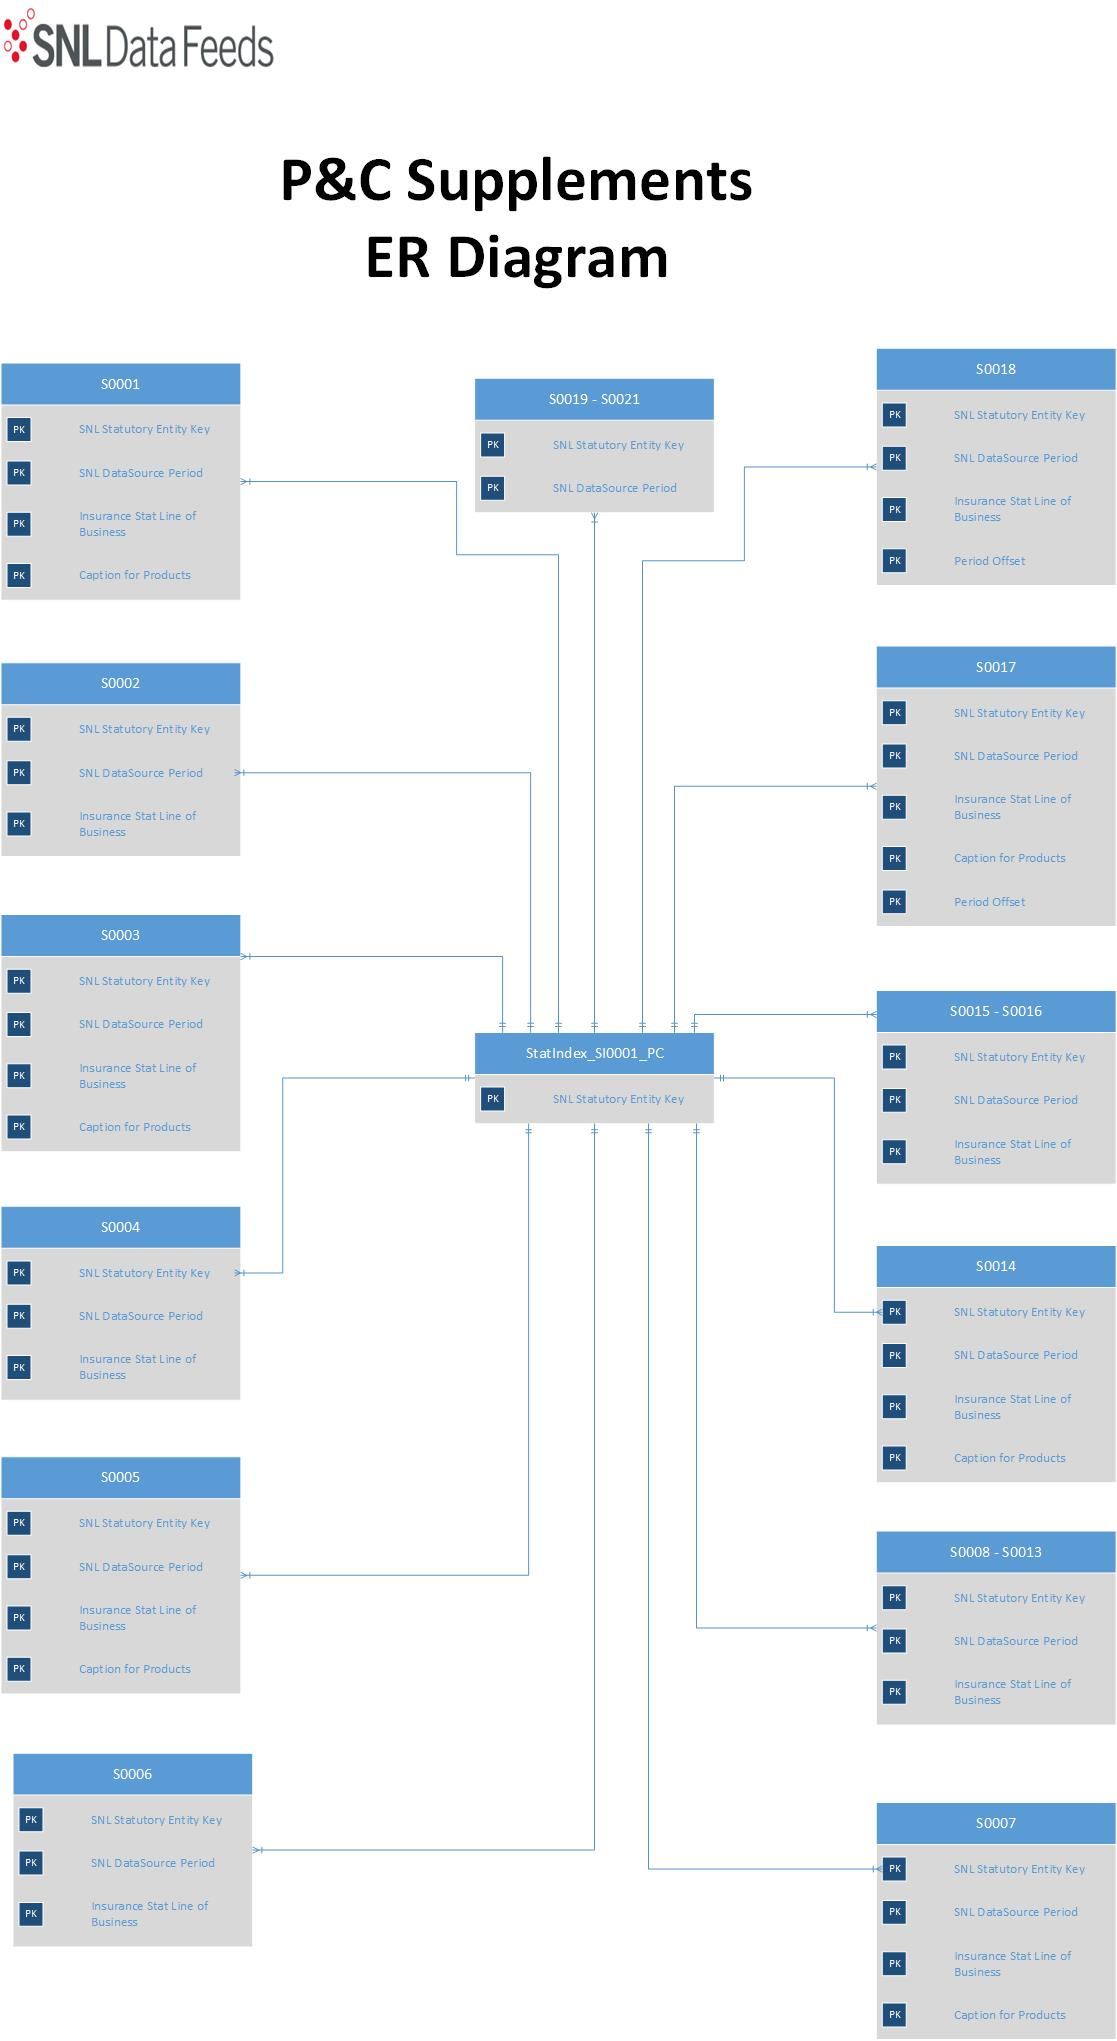 SNL Data Feeds
P&C Supplements
ER Diagram
S0001
PK SNL Statutory Entity Key
PK SNL DataSource Period
PK Insurance Stat Line of
Business
PK Caption for Products
S0019 - S0021
PK SNL Statutory Entity Key
PK SNL DataSource Period
S0018
PK SNL Statutory Entity Key
PK SNL DataSource Period
PK Insurance Stat Line of
Business
PK Period Offset
S0002
PK SNL Statutory Entity Key
PK SNL DataSource Period
PK Insurance Stat Line of
Business
S0017
PK SNL Statutory Entity Key
PK SNL DataSource Period
PK Insurance Stat Line of
Business
PK Caption for Products
PK Period Offset
S0003
PK SNL Statutory Entity Key
PK SNL DataSource Period
PK Insurance Stat Line of
Business
PK Caption for Products
StatIndex_SI0001_PC
PK SNL Statutory Entity Key
S0015 - S0016
PK SNL Statutory Entity Key
PK SNL DataSource Period
PK Insurance Stat Line of
Business
S0004
PK SNL Statutory Entity Key
PK SNL DataSource Period
PK Insurance Stat Line of
Business
S0014
PK SNL Statutory Entity Key
PK SNL DataSource Period
PK Insurance Stat Line of
Business
PK Caption for Products
S0005
PK SNL Statutory Entity Key
PK SNL DataSource Period
PK Insurance Stat Line of
Business
PK Caption for Products
S0008 - S0013
PK SNL Statutory Entity Key
PK SNL DataSource Period
PK Insurance Stat Line of
Business
S0006
PK SNL Statutory Entity Key
PK SNL DataSource Period
PK Insurance Stat Line of
Business
S0007
PK SNL Statutory Entity Key
PK SNL DataSource Period
PK Insurance Stat Line of
Business
PK Caption for Products